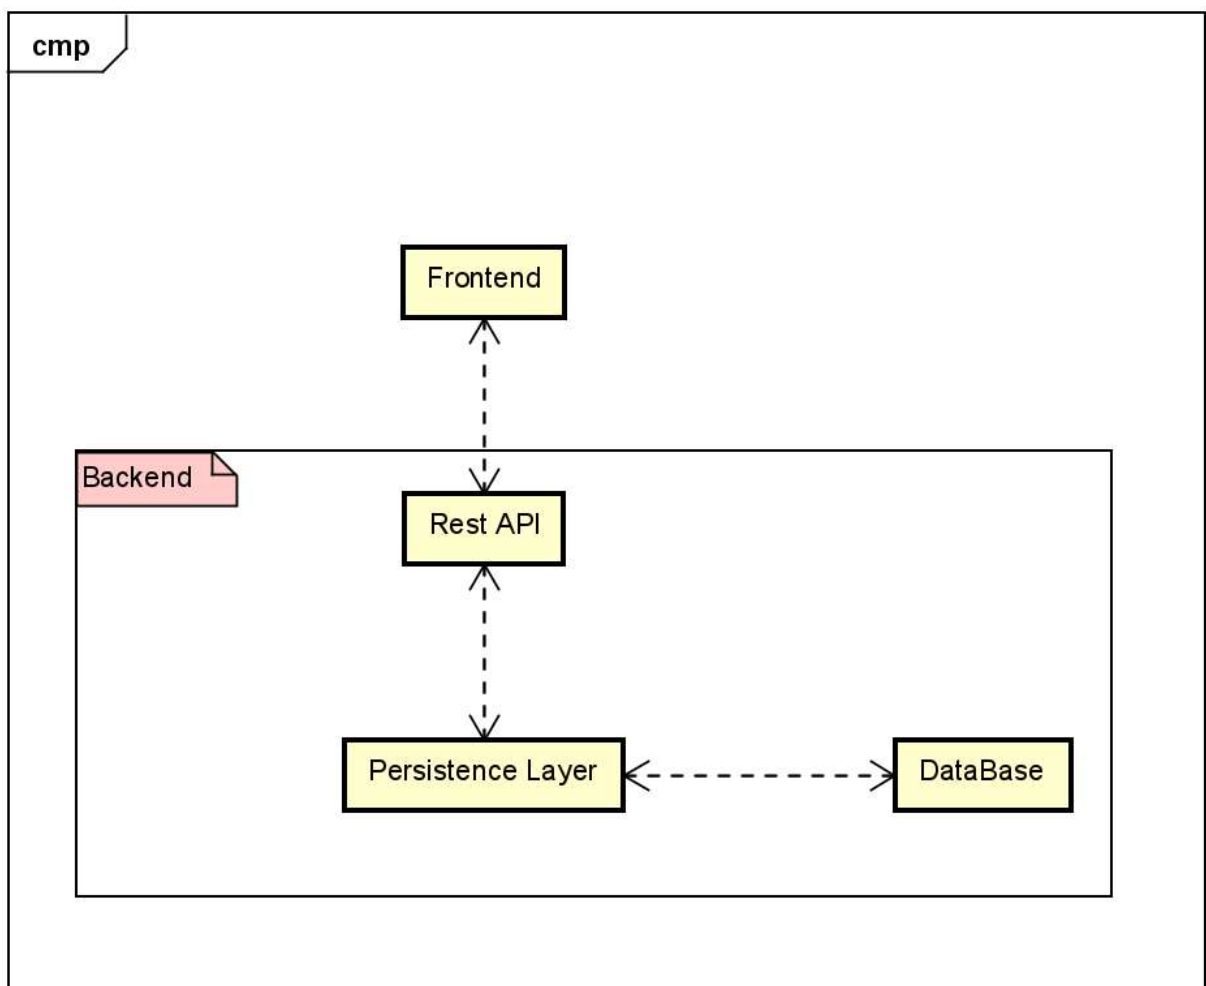 cmp
Frontend
Backend
Rest API
Persistence Layer
DataBase